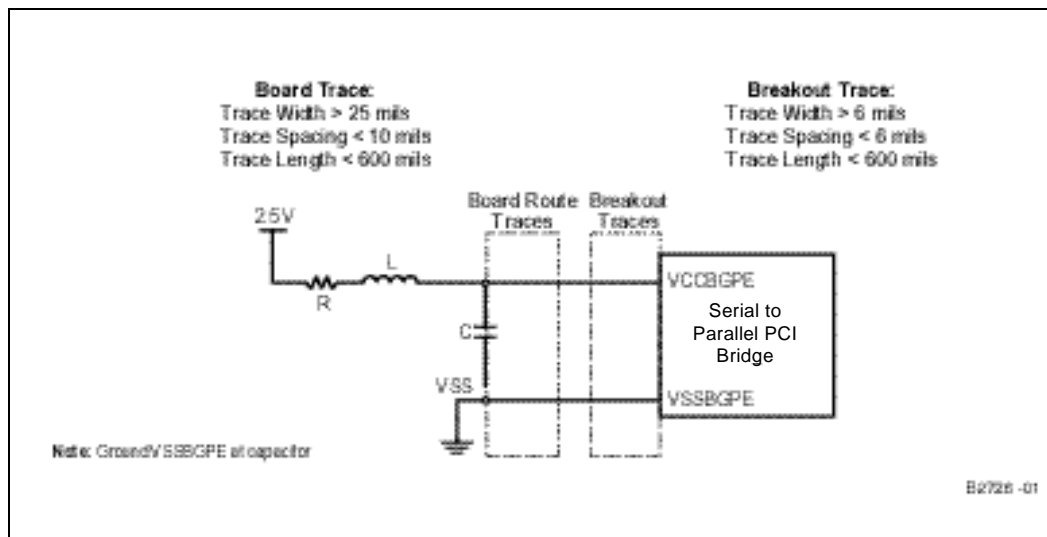 Board Trace:
Trace Width > 25 mils
Trace Spacing < 10 mils
Trace Length < 600 mils
Breakout Trace:
Trace Width > 6 mils
Trace Spacing < 6 mils
Trace Length < 600 mils
Board Route
Traces
Breakout
Traces
2.5V
R
L
C
VSS
VCCBGPE
Serial to
Parallel PCI
Bridge
VSSBGPE
Note: Ground VSSBGPE at capacitor
B2726 -01